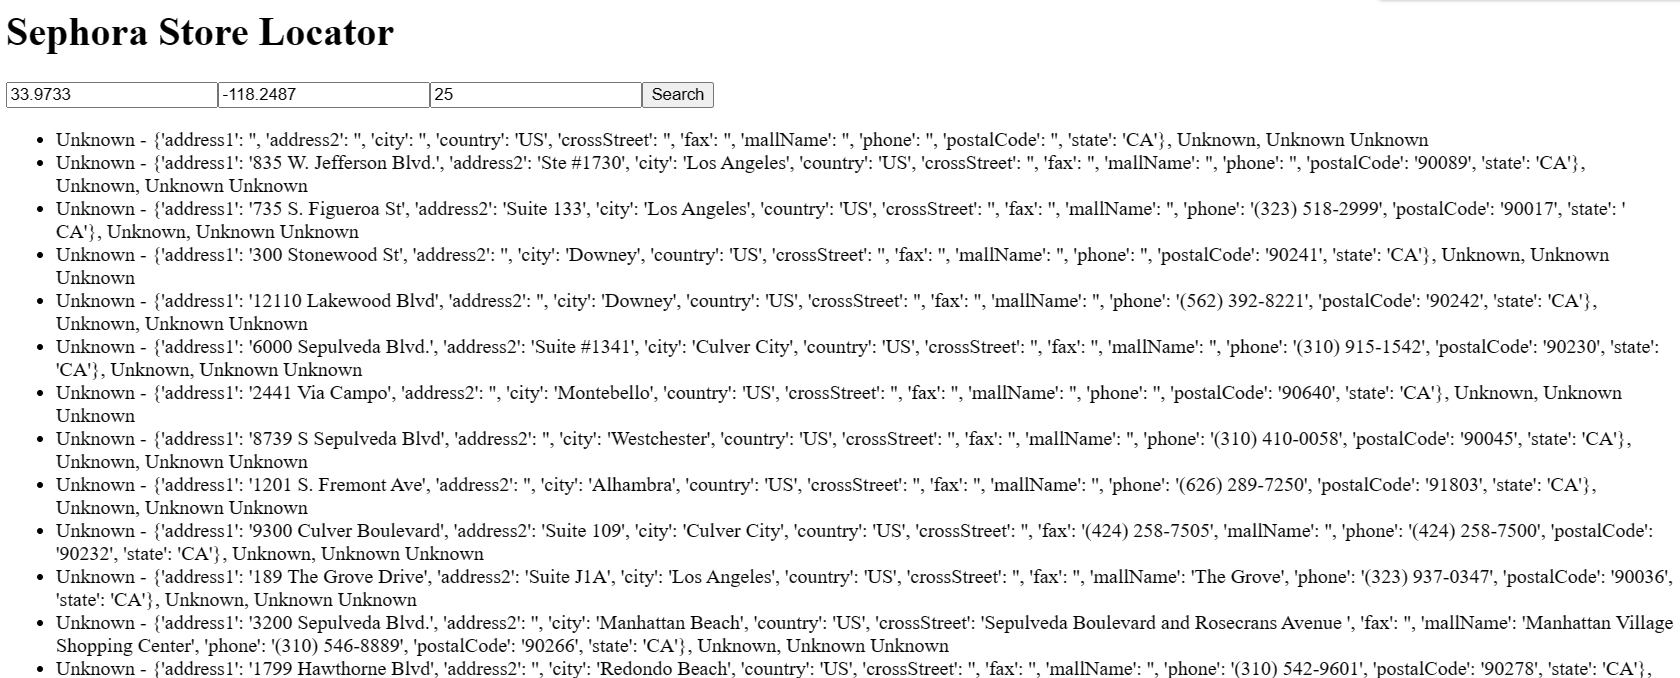 Sephora Store Locator
33.9733 -118.2487 25 Search
• Unknown - {'address1': '', 'address2': '', 'city': '', 'country': 'US', 'crossStreet': '', 'fax': '', 'mallName': '', 'phone': '', 'postalCode': '', 'state': 'CA'}, Unknown, Unknown Unknown
• Unknown - {'address1': '835 W. Jefferson Blvd.', 'address2': 'Ste #1730', 'city': 'Los Angeles', 'country': 'US', 'crossStreet': '', 'fax': '', 'mallName': '', 'phone': '', 'postalCode': '90089', 'state': 'CA'},
Unknown, Unknown Unknown
• Unknown - {'address1': '735 S. Figueroa St', 'address2': 'Suite 133', 'city': 'Los Angeles', 'country': 'US', 'crossStreet': '', 'fax': '', 'mallName': '', 'phone': '(323) 518-2999', 'postalCode': '90017', 'state': '
CA'}, Unknown, Unknown Unknown
• Unknown - {'address1': '300 Stonewood St', 'address2': '', 'city': 'Downey', 'country': 'US', 'crossStreet': '', 'fax': '', 'mallName': '', 'phone': '', 'postalCode': '90241', 'state': 'CA'}, Unknown, Unknown
Unknown
• Unknown - {'address1': '12110 Lakewood Blvd', 'address2': '', 'city': 'Downey', 'country': 'US', 'crossStreet': '', 'fax': '', 'mallName': '', 'phone': '(562) 392-8221', 'postalCode': '90242', 'state': 'CA'},
Unknown, Unknown Unknown
• Unknown - {'address1': '6000 Sepulveda Blvd.', 'address2': 'Suite #1341', 'city': 'Culver City', 'country': 'US', 'crossStreet': '', 'fax': '', 'mallName': '', 'phone': '(310) 915-1542', 'postalCode': '90230', 'state':
'CA'}, Unknown, Unknown Unknown
• Unknown - {'address1': '2441 Via Campo', 'address2': '', 'city': 'Montebello', 'country': 'US', 'crossStreet': '', 'fax': '', 'mallName': '', 'phone': '', 'postalCode': '90640', 'state': 'CA'}, Unknown, Unknown
Unknown
• Unknown - {'address1': '8739 S Sepulveda Blvd', 'address2': '', 'city': 'Westchester', 'country': 'US', 'crossStreet': '', 'fax': '', 'mallName': '', 'phone': '(310) 410-0058', 'postalCode': '90045', 'state': 'CA'},
Unknown, Unknown Unknown
• Unknown - {'address1': '1201 S. Fremont Ave', 'address2': '', 'city': 'Alhambra', 'country': 'US', 'crossStreet': '', 'fax': '', 'mallName': '', 'phone': '(626) 289-7250', 'postalCode': '91803', 'state': 'CA'},
Unknown, Unknown Unknown
• Unknown - {'address1': '9300 Culver Boulevard', 'address2': 'Suite 109', 'city': 'Culver City', 'country': 'US', 'crossStreet': '', 'fax': '(424) 258-7505', 'mallName': '', 'phone': '(424) 258-7500', 'postalCode':
'90232', 'state': 'CA'}, Unknown, Unknown Unknown
• Unknown - {'address1': '189 The Grove Drive', 'address2': 'Suite J1A', 'city': 'Los Angeles', 'country': 'US', 'crossStreet': '', 'fax': '', 'mallName': 'The Grove', 'phone': '(323) 937-0347', 'postalCode': '90036',
'state': 'CA'}, Unknown, Unknown Unknown
• Unknown - {'address1': '3200 Sepulveda Blvd.', 'address2': '', 'city': 'Manhattan Beach', 'country': 'US', 'crossStreet': 'Sepulveda Boulevard and Rosecrans Avenue ', 'fax': '', 'mallName': 'Manhattan Village
Shopping Center', 'phone': '(310) 546-8889', 'postalCode': '90266', 'state': 'CA'}, Unknown, Unknown Unknown
• Unknown - {'address1': '1799 Hawthorne Blvd', 'address2': '', 'city': 'Redondo Beach', 'country': 'US', 'crossStreet': '', 'fax': '', 'mallName': '', 'phone': '(310) 542-9601', 'postalCode': '90278', 'state': 'CA'},